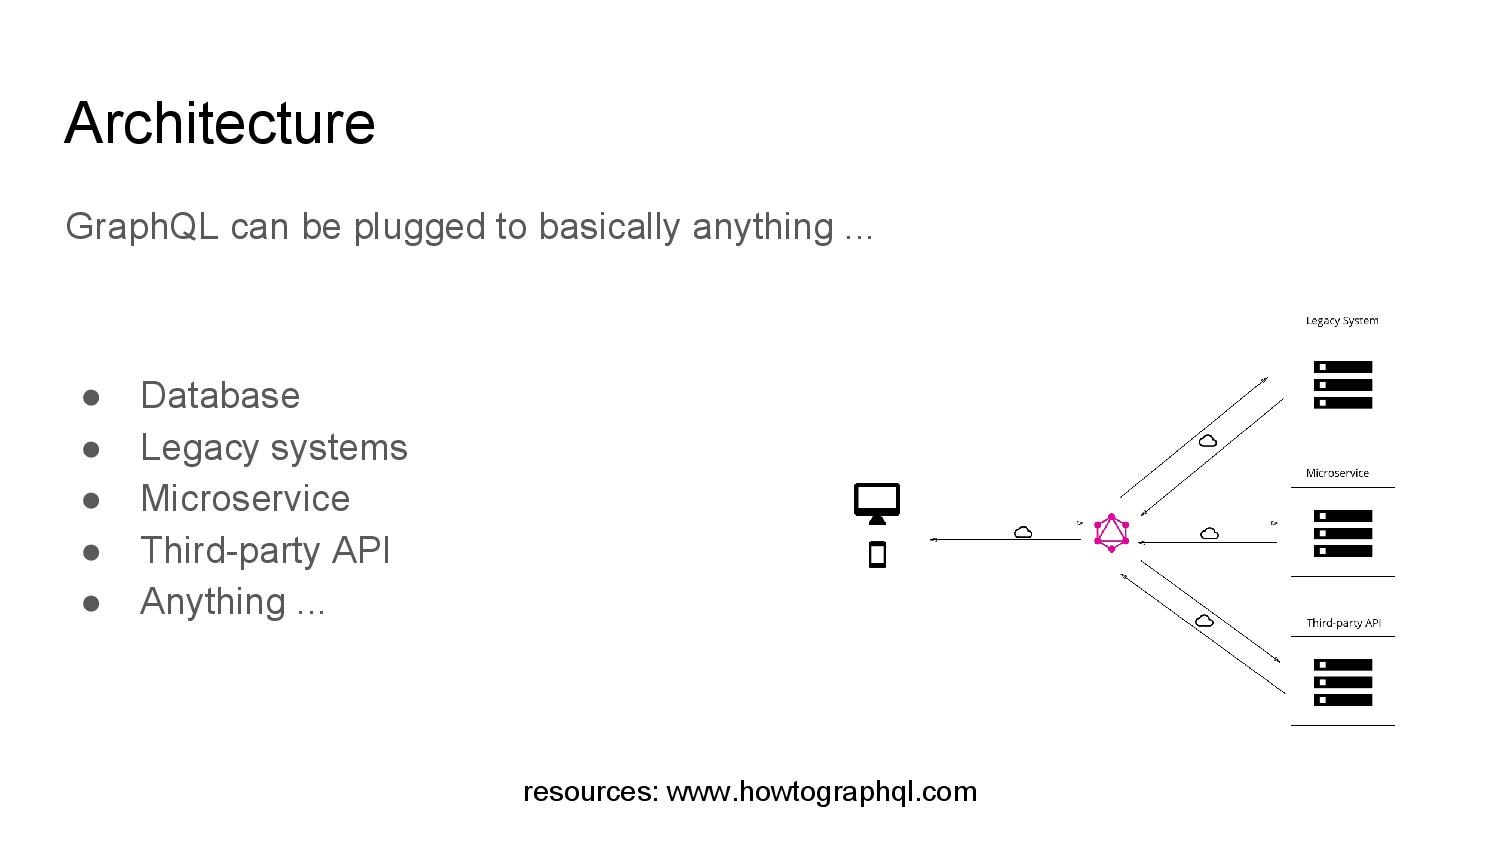 Architecture
GraphQL can be plugged to basically anything ...
● Database
● Legacy systems
● Microservice
● Third-party API
● Anything ...
Legacy System
Microservice
Third-party API
resources: www.howtographql.com